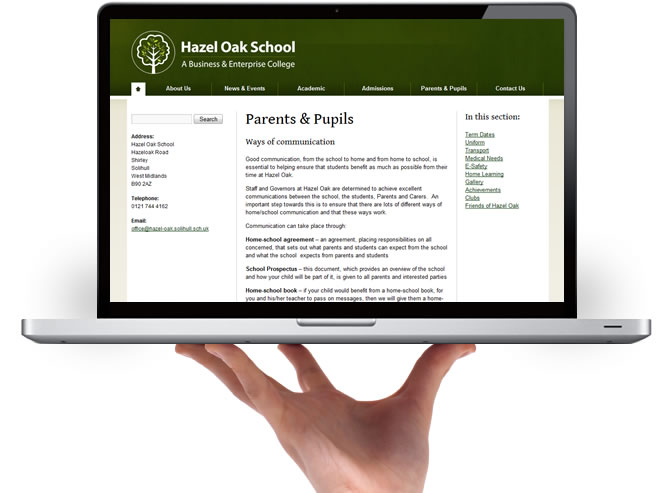 Hazel Oak School
A Business & Enterprise College
About Us
News & Events
Academic
Admissions
Parents & Pupils
Contact Us
Search
Address:
Hazel Oak School
Hazeloak Road
Shirley
Solihull
West Midlands
B90 2AZ
Telephone:
0121 744 4162
Email:
office@hazel-oak.solihull.sch.uk
Parents & Pupils
Ways of communication
Good communication, from the school to home and from home to school, is
essential to helping ensure that students benefit as much as possible from their
time at Hazel Oak.
Staff and Governors at Hazel Oak are determined to achieve excellent
communications between the school, the students, Parents and Carers. An
important step towards this is to ensure that there are lots of different ways of
home/school communication and that these ways work.
Communication can take place through:
Home-school agreement – an agreement, placing responsibilities on all
concerned, that sets out what parents and students can expect from the school
and what the school expects from parents and students
School Prospectus – this document, which provides an overview of the school
and how your child will be part of it, is given to all parents and interested parties
Home-school book – if your child would benefit from a home-school book, for
you and his/her teacher to pass on messages, then we will give them a home-
In this section:
Term Dates
Uniform
Transport
Medical Needs
E-Safety
Home Learning
Gallery
Achievements
Clubs
Friends of Hazel Oak